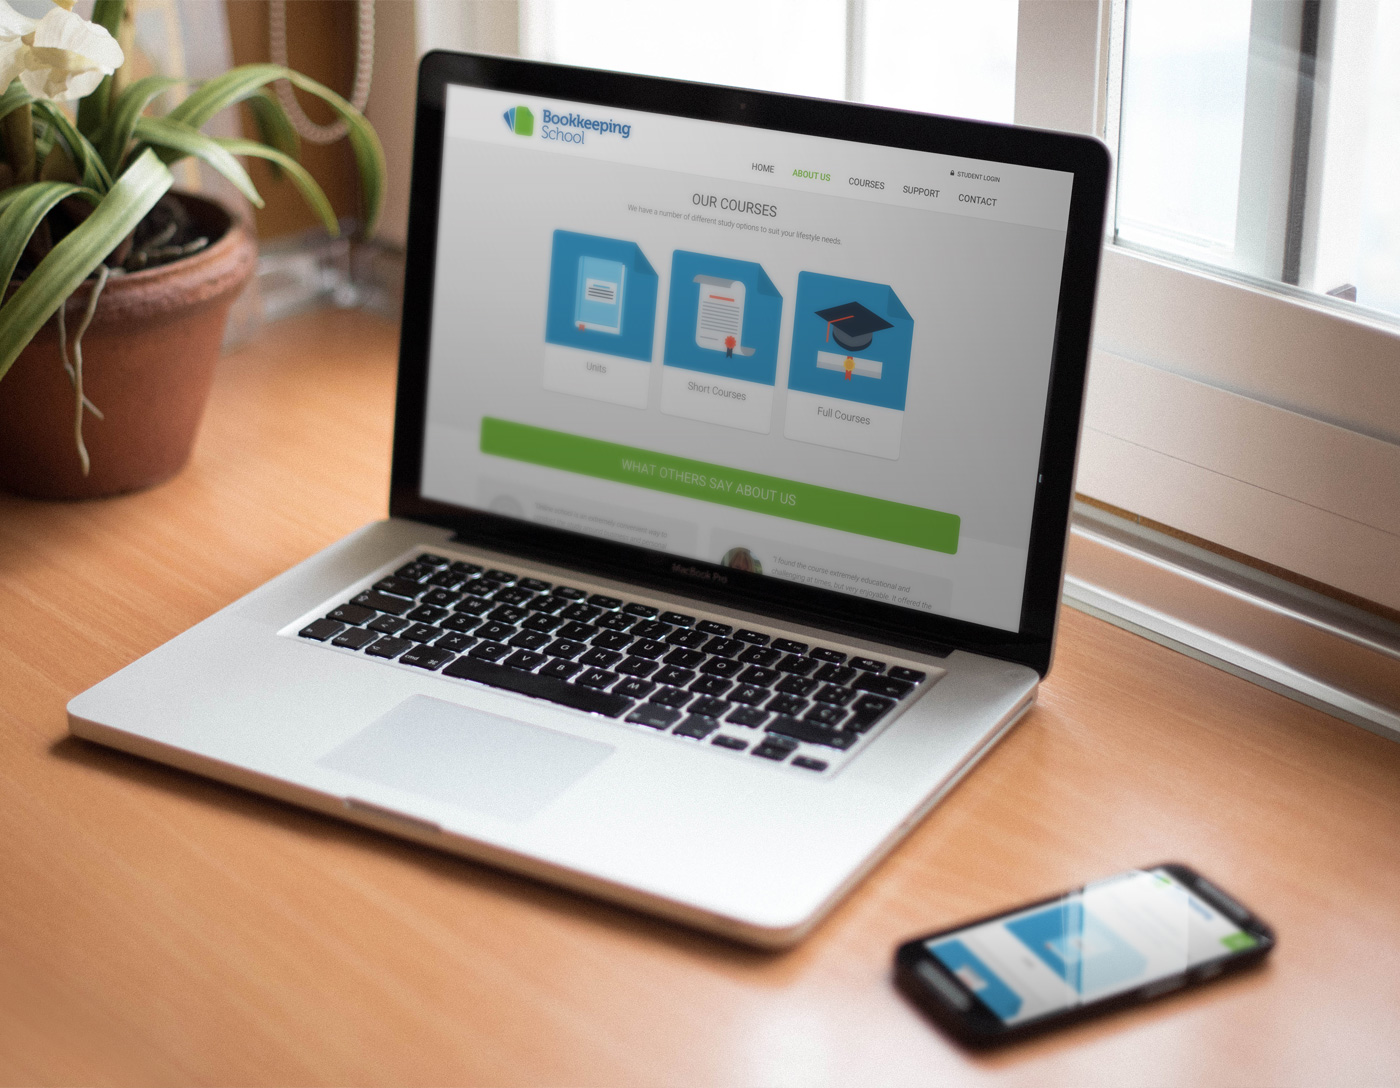 Bookkeeping
School
STUDENT LOGIN
HOME
ABOUT US
COURSES
SUPPORT
CONTACT
OUR COURSES
We have a number of different study options to suit your lifestyle needs.
Units
Short Courses
Full Courses
WHAT OTHERS SAY ABOUT US
"I found the course extremely educational and
challenging at times, but very enjoyable. It offered the
MacBook Pro